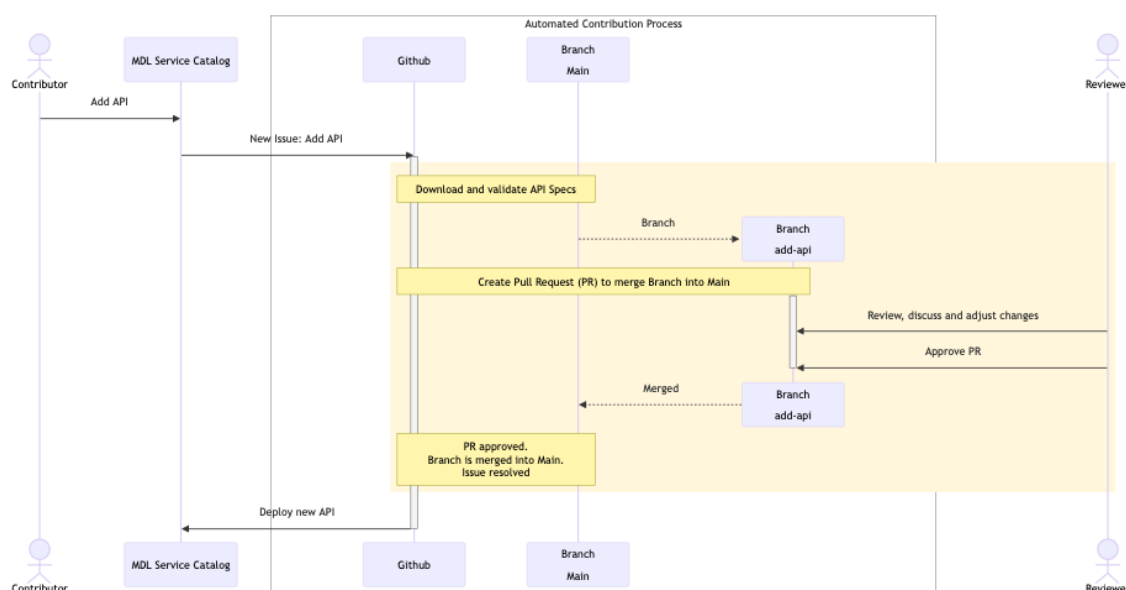 Automated Contribution Process
Contributor
MDL Service Catalog
Github
Branch
Main
Reviewe
Add API
New Issue: Add API
Download and validate API Specs
Branch
Branch
add-api
Create Pull Request (PR) to merge Branch into Main
Review, discuss and adjust changes
Approve PR
Merged
Branch
add-api
PR approved.
Branch is merged into Main.
Issue resolved
Deploy new API
MDL Service Catalog
Github
Branch
Main
Contributor
Reviewe